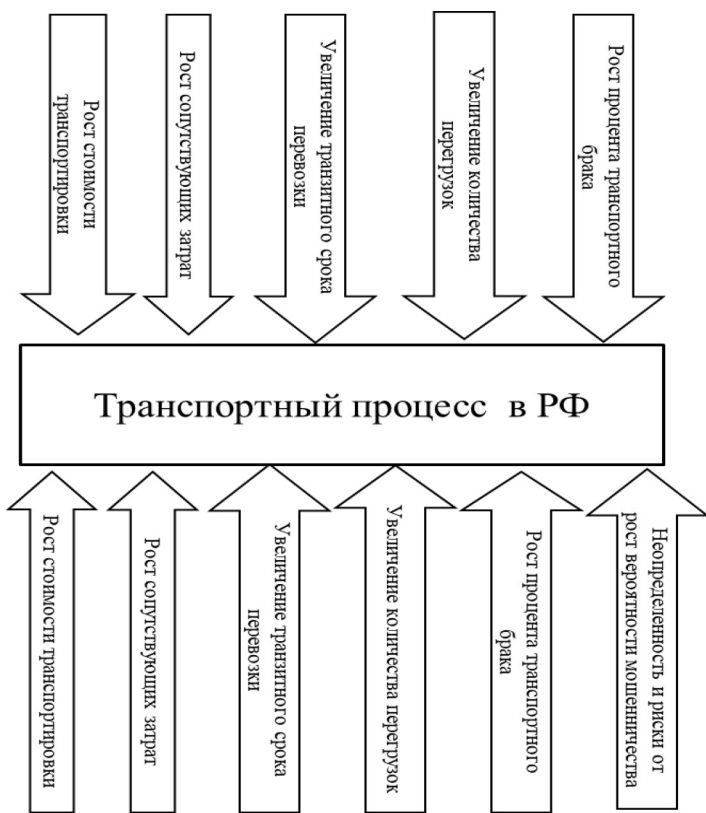 Рост стоимости
транспортировки
Рост сопутствующих затрат
Увеличение транзитного срока
перевозки
Увеличение количества
перегрузок
Рост процента транспортного
брака
Транспортный процесс в РФ
Рост стоимости транспортировки
Рост сопутствующих затрат
Увеличение транзитного срока
перевозки
Увеличение количества перегрузок
Рост процента транспортного
брака
Неопределенность и риски от
рост вероятности мошенничества